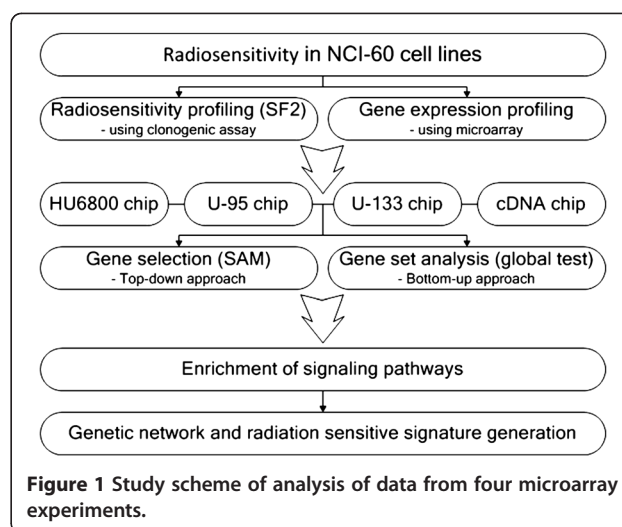 Radiosensitivity in NCI-60 cell lines
Radiosensitivity profiling (SF2)
- using clonogenic assay
Gene expression profiling
- using microarray
HU6800 chip
U-95 chip
U-133 chip
cDNA chip
Gene selection (SAM)
- Top-down approach
Gene set analysis (global test)
- Bottom-up approach
Enrichment of signaling pathways
Genetic network and radiation sensitive signature generation
Figure 1 Study scheme of analysis of data from four microarray
experiments.